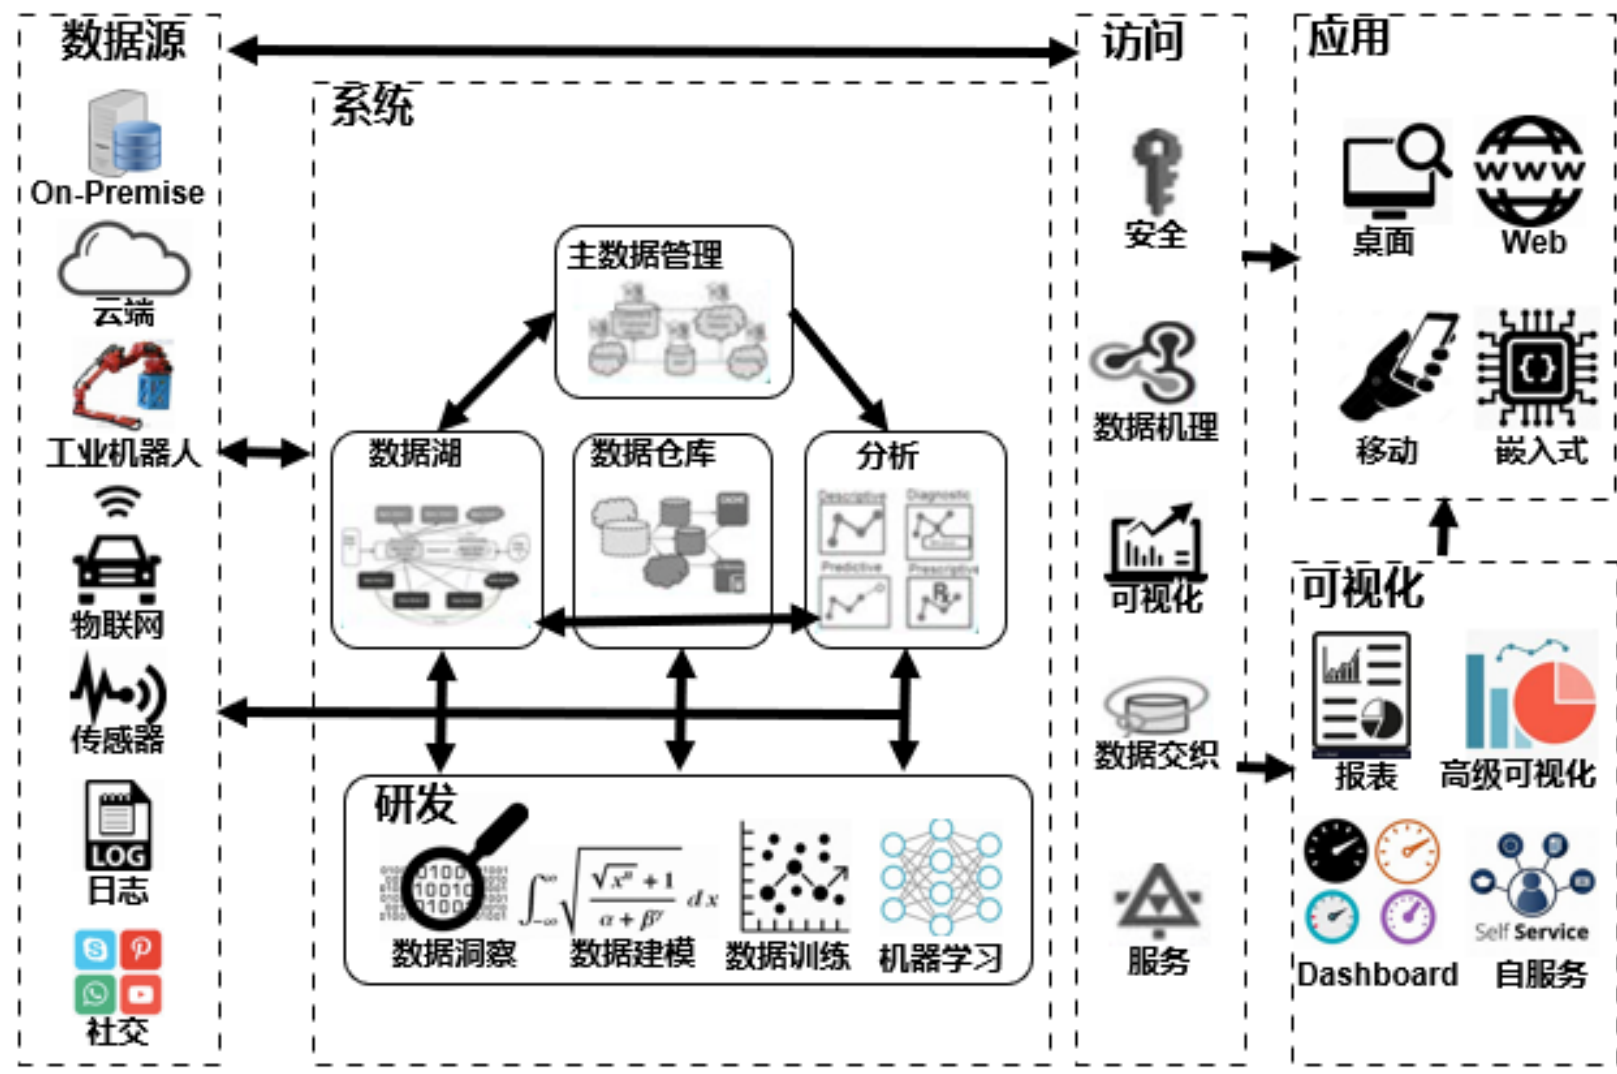 数据源
On-Premise
云端
工业机器人
物联网
传感器
LOG
日志
社交
系统
主数据管理
数据湖
数据仓库
分析
Descriptive
Diagnostic
Predictive
Prescriptive
研发
数据洞察
数据建模
数据训练
机器学习
访问
安全
数据机理
可视化
数据交织
服务
应用
桌面
WWW
Web
移动
嵌入式
可视化
报表
高级可视化
Dashboard
Self Service
自服务